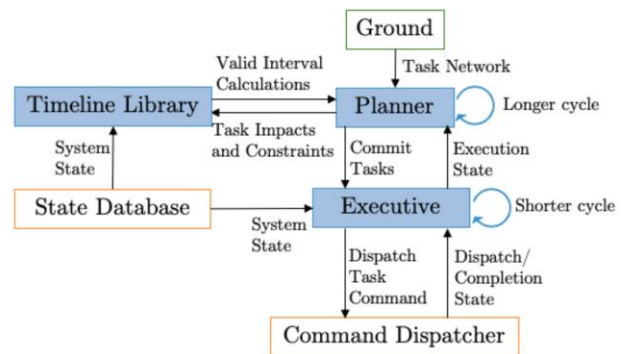 Ground
Task Network
Valid Interval
Calculations
Timeline Library
Planner
Longer cycle
Task Impacts
and Constraints
System
State
Commit
Tasks
Execution
State
State Database
Executive
Shorter cycle
System
State
Dispatch
Task
Command
Dispatch/
Completion
State
Command Dispatcher